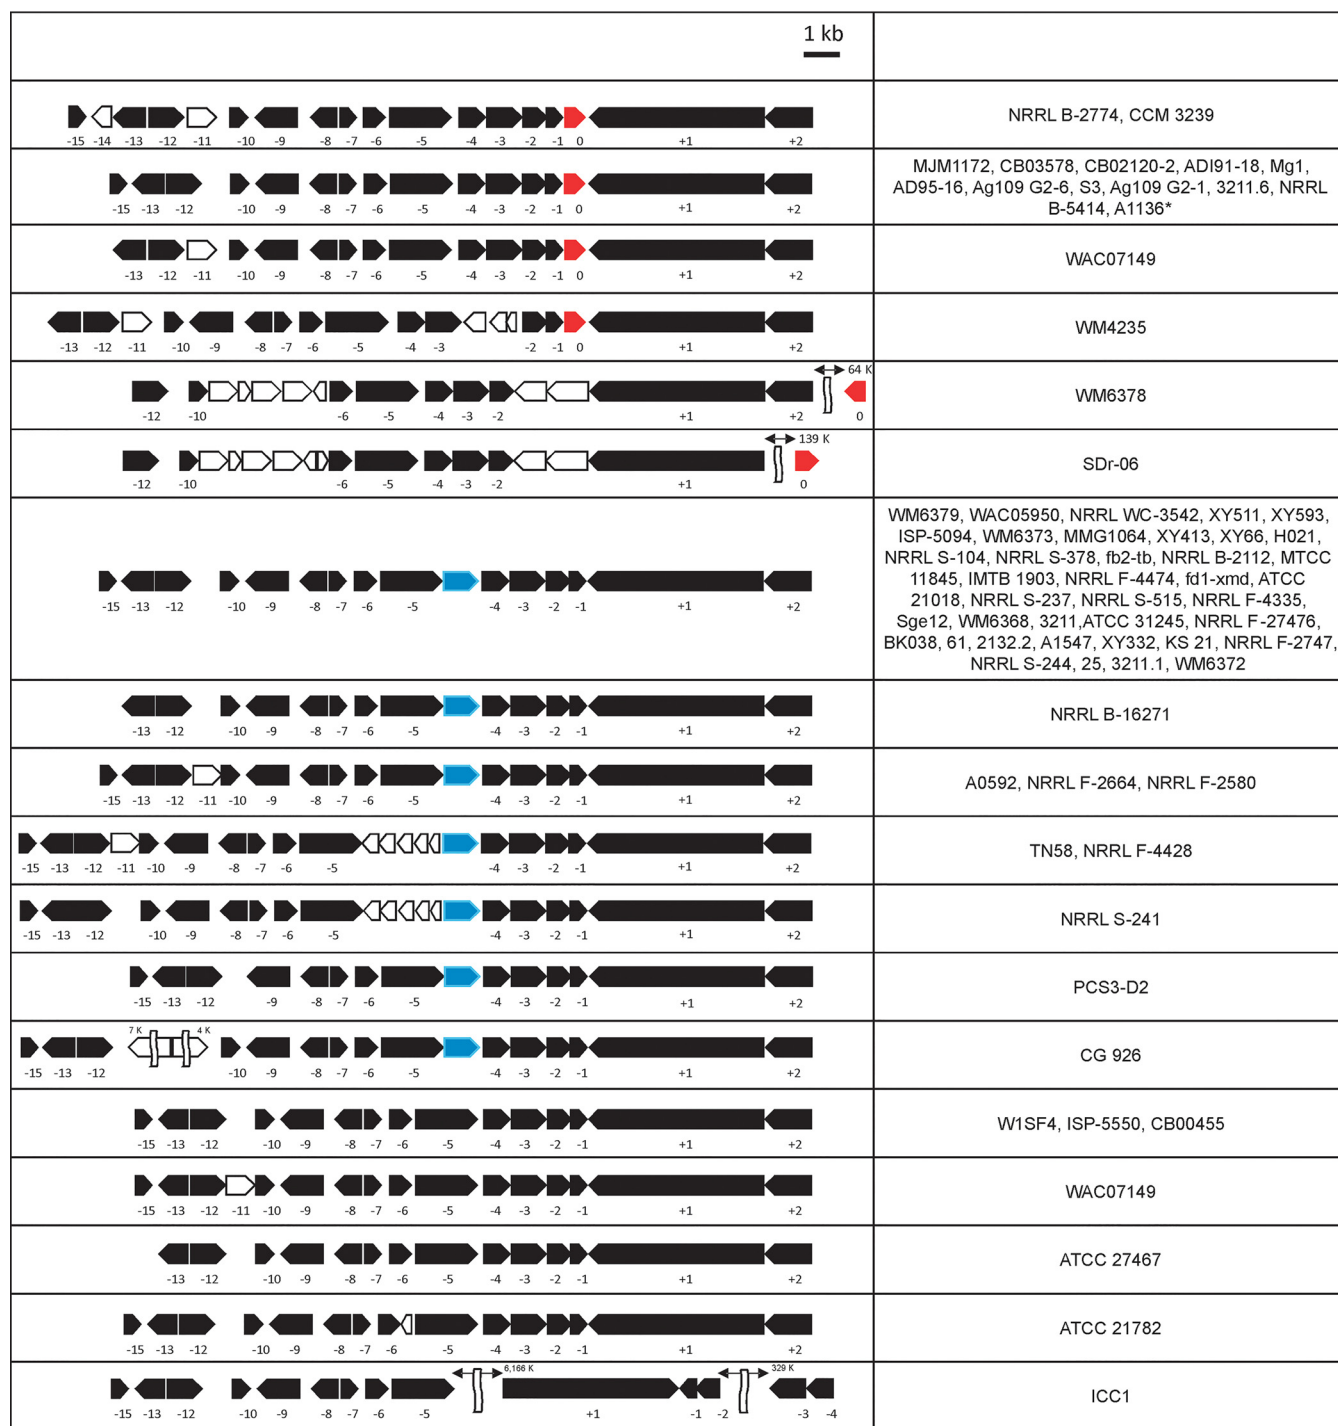 1 kb
-15 -14 -13 -12 -11 -10 -9 -8 -7 -6 -5 -4 -3 -2 -1 0 +1 +2
NRRL B-2774, CCM 3239
-15 -13 -12 -10 -9 -8 -7 -6 -5 -4 -3 -2 -1 0 +1 +2
MJM1172, CB03578, CB02120-2, ADI91-18, Mg1,
AD95-16, Ag109 G2-6, S3, Ag109 G2-1, 3211.6, NRRL
B-5414, A1136*
-13 -12 -11 -10 -9 -8 -7 -6 -5 -4 -3 -2 -1 0 +1 +2
WAC07149
-13 -12 -11 -10 -9 -8 -7 -6 -5 -4 -3 -2 -1 0 +1 +2
WM4235
64 K
-12 -10 -6 -5 -4 -3 -2 +1 +2 0
WM6378
139 K
-12 -10 -6 -5 -4 -3 -2 +1 0
SDr-06
-15 -13 -12 -10 -9 -8 -7 -6 -5 -4 -3 -2 -1 +1 +2
WM6379, WAC05950, NRRL WC-3542, XY511, XY593,
ISP-5094, WM6373, MMG1064, XY413, XY66, H021,
NRRL S-104, NRRL S-378, fb2-tb, NRRL B-2112, MTCC
11845, IMTB 1903, NRRL F-4474, fd1-xmd, ATCC
21018, NRRL S-237, NRRL S-515, NRRL F-4335,
Sge12, WM6368, 3211,ATCC 31245, NRRL F-27476,
BK038, 61, 2132.2, A1547, XY332, KS 21, NRRL F-2747,
NRRL S-244, 25, 3211.1, WM6372
-13 -12 -10 -9 -8 -7 -6 -5 -4 -3 -2 -1 +1 +2
NRRL B-16271
-15 -13 -12 -11 -10 -9 -8 -7 -6 -5 -4 -3 -2 -1 +1 +2
A0592, NRRL F-2664, NRRL F-2580
-15 -13 -12 -11 -10 -9 -8 -7 -6 -5 -4 -3 -2 -1 +1 +2
TN58, NRRL F-4428
-15 -13 -12 -10 -9 -8 -7 -6 -5 -4 -3 -2 -1 +1 +2
NRRL S-241
-15 -13 -12 -9 -8 -7 -6 -5 -4 -3 -2 -1 +1 +2
PCS3-D2
7 K 4 K
-15 -13 -12 -10 -9 -8 -7 -6 -5 -4 -3 -2 -1 +1 +2
CG 926
-15 -13 -12 -10 -9 -8 -7 -6 -5 -4 -3 -2 -1 +1 +2
W1SF4, ISP-5550, CB00455
-15 -13 -12 -11 -10 -9 -8 -7 -6 -5 -4 -3 -2 -1 +1 +2
WAC07149
-13 -12 -10 -9 -8 -7 -6 -5 -4 -3 -2 -1 +1 +2
ATCC 27467
-15 -13 -12 -10 -9 -8 -7 -6 -5 -4 -3 -2 -1 +1 +2
ATCC 21782
6,166 K 329 K
-15 -13 -12 -10 -9 -8 -7 -6 -5 +1 -1 -2 -3 -4
ICC1